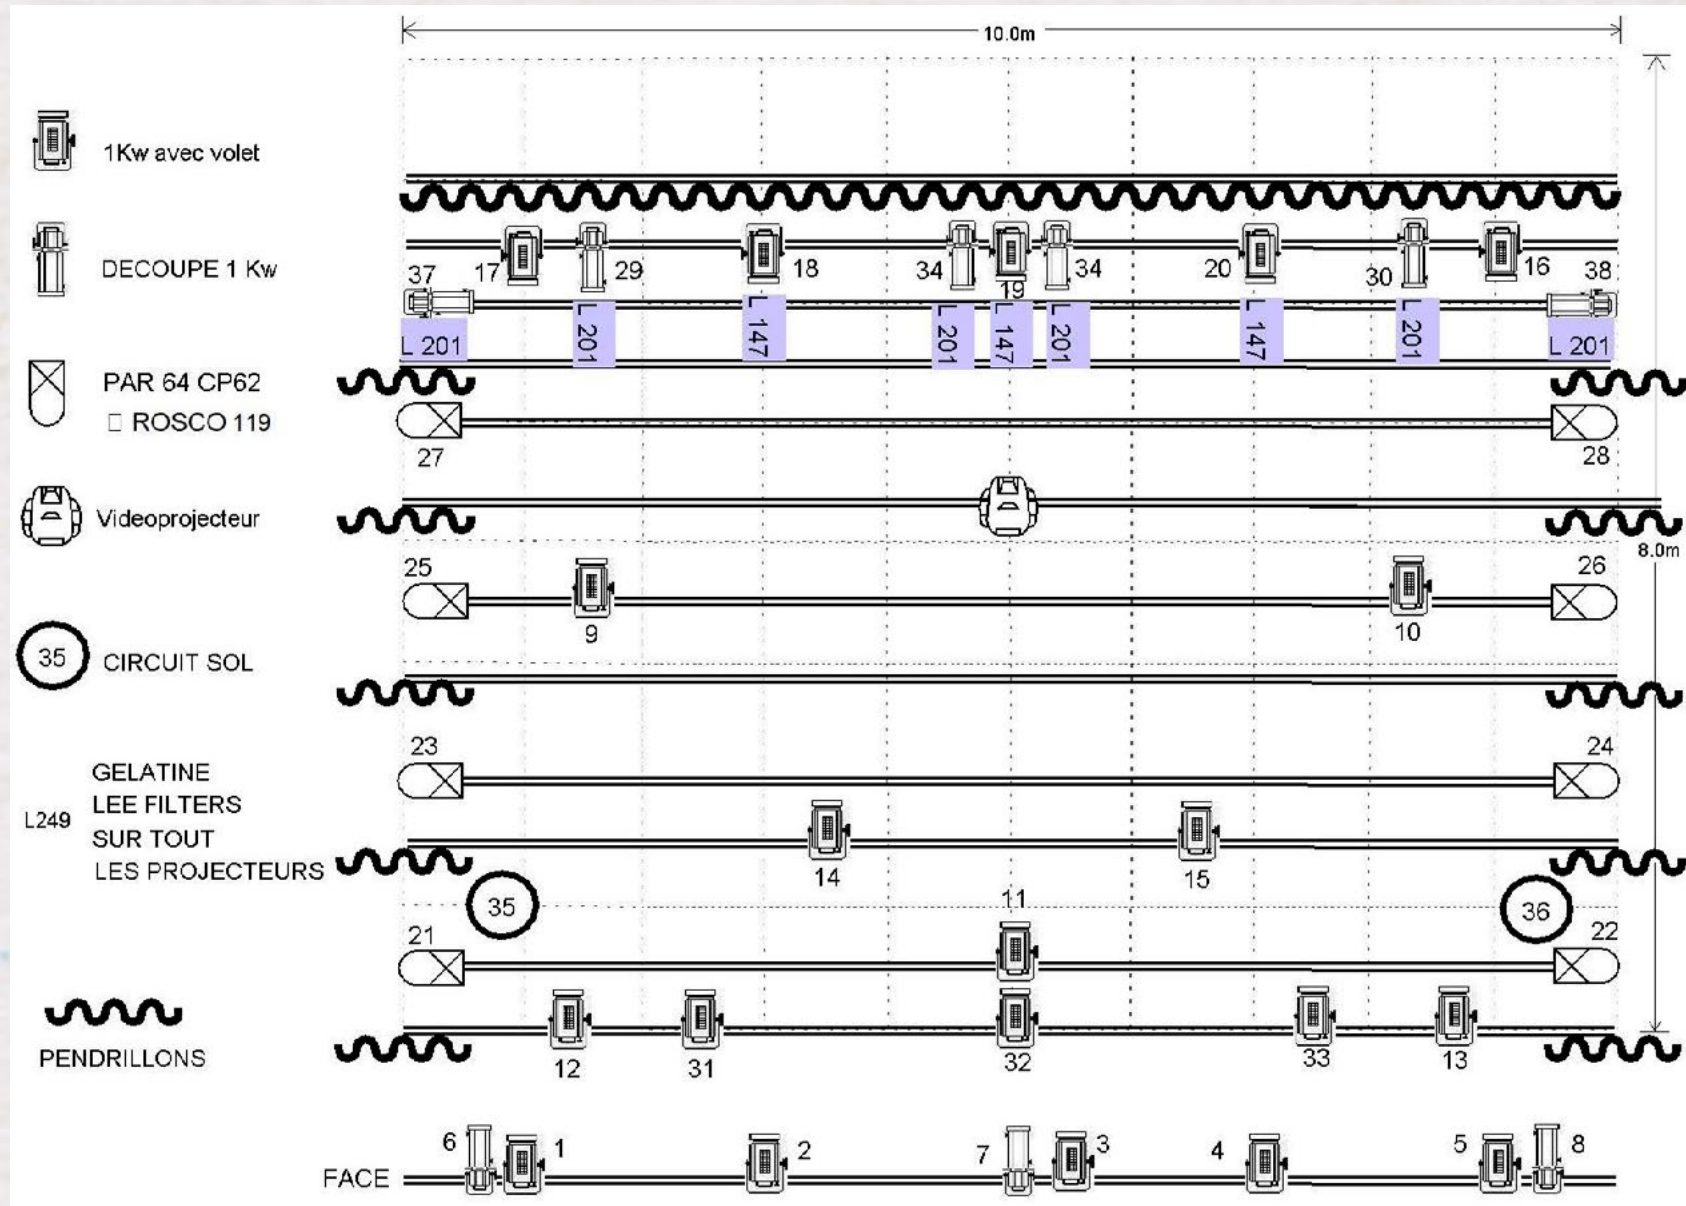 10.0m
1Kw avec volet
DECOUPE 1 Kw
37
17
29
18
34
19
34
20
30
16
38
L 201
L 201
L 147
L 201
L 147
L 201
L 147
L 201
L 201
PAR 64 CP62
□ ROSCO 119
27
28
Videoprojecteur
8.0m
25
9
10
26
35
CIRCUIT SOL
23
24
L249
GELATINE
LEE FILTERS
SUR TOUT
LES PROJECTEURS
14
15
35
11
36
21
22
PENDRILLONS
12
31
32
33
13
6
1
2
7
3
4
5
8
FACE